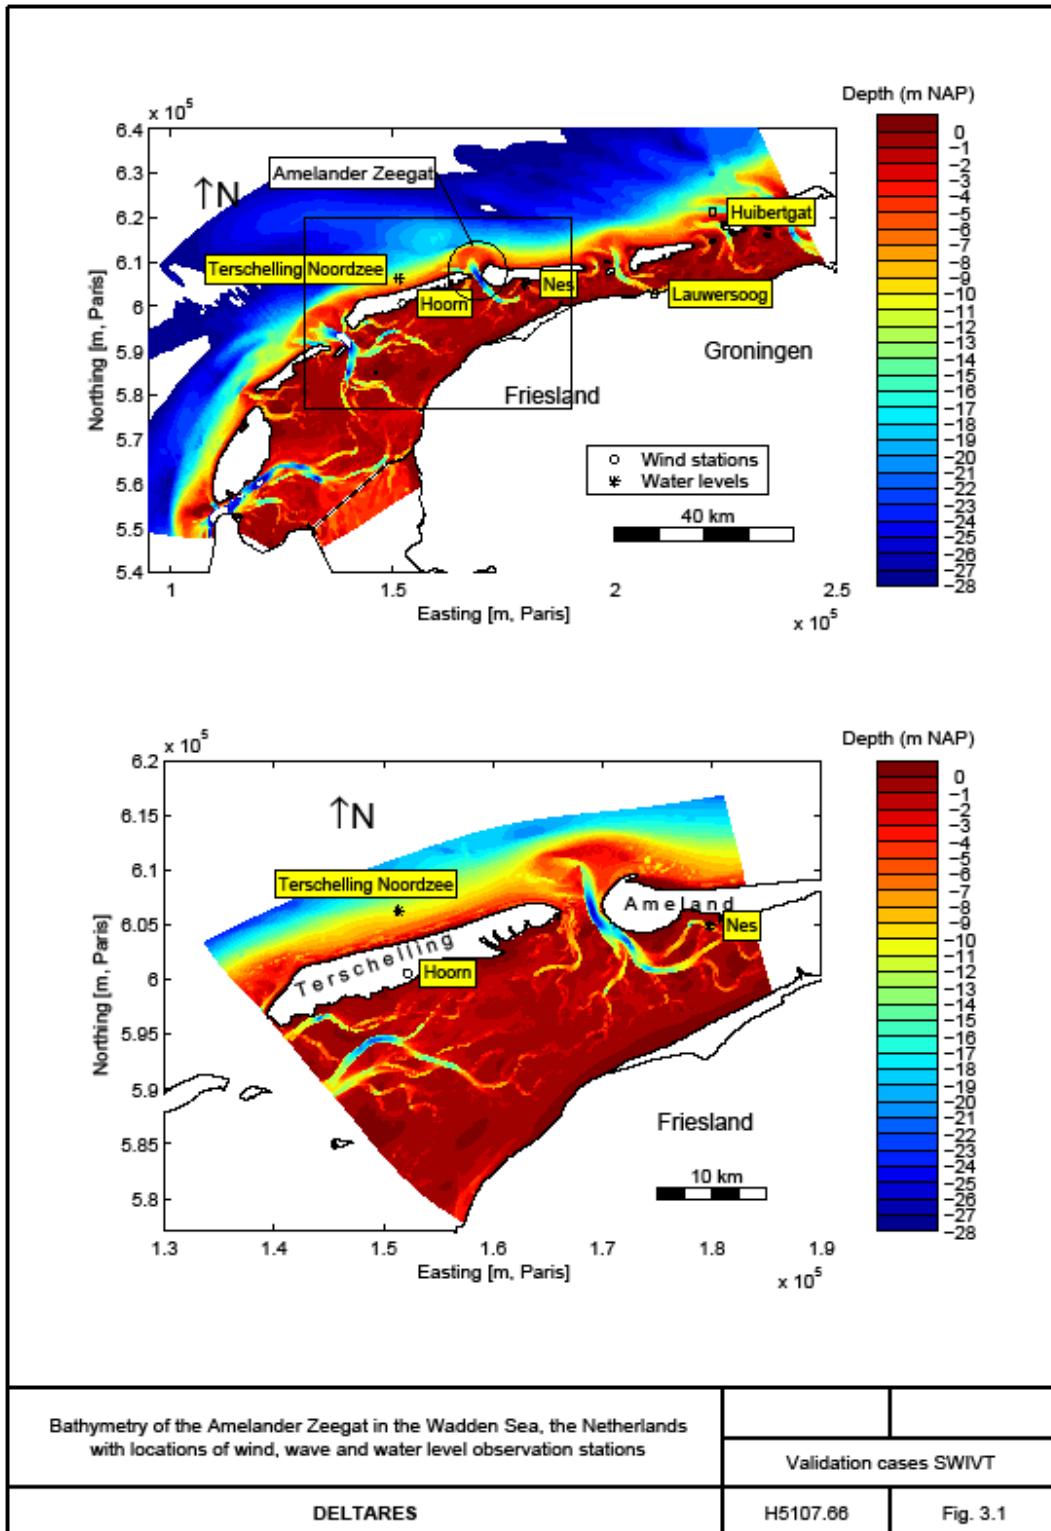 Depth (m NAP)
x 10^5
6.4
6.3
6.2
6.1
6
5.9
5.8
5.7
5.6
5.5
5.4
Northing [m, Paris]
↑N
Amelander Zeegat
Terschelling Noordzee
Hoorn
Nes
Huibertgat
Lauwersoog
Groningen
Friesland
Wind stations
Water levels
40 km
1
1.5
2
2.5
Easting [m, Paris]
x 10^5
0
-1
-2
-3
-4
-5
-6
-7
-8
-9
-10
-11
-12
-13
-14
-15
-16
-17
-18
-19
-20
-21
-22
-23
-24
-25
-26
-27
-28
Depth (m NAP)
x 10^5
6.2
6.15
6.1
6.05
6
5.95
5.9
5.85
5.8
Northing [m, Paris]
↑N
Terschelling Noordzee
Ameland
Nes
Terschelling
Hoorn
Friesland
10 km
1.3
1.4
1.5
1.6
1.7
1.8
1.9
Easting [m, Paris]
x 10^5
0
-1
-2
-3
-4
-5
-6
-7
-8
-9
-10
-11
-12
-13
-14
-15
-16
-17
-18
-19
-20
-21
-22
-23
-24
-25
-26
-27
-28
Bathymetry of the Amelander Zeegat in the Wadden Sea, the Netherlands
with locations of wind, wave and water level observation stations
Validation cases SWIVT
DELTARES
H5107.66
Fig. 3.1